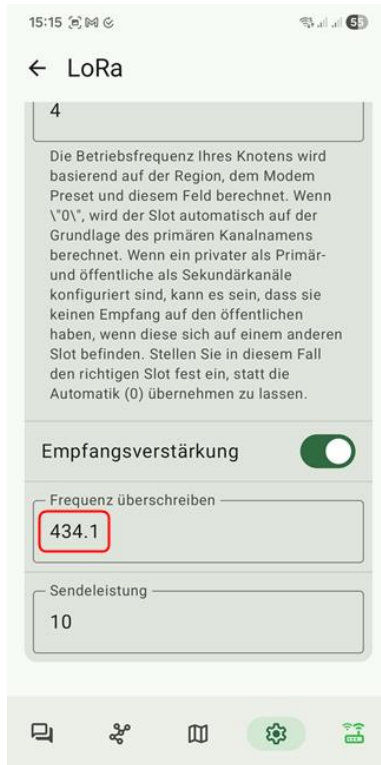 15:15
55
← LoRa
4
Die Betriebsfrequenz Ihres Knotens wird
basierend auf der Region, dem Modem
Preset und diesem Feld berechnet. Wenn
\"0\", wird der Slot automatisch auf der
Grundlage des primären Kanalnamens
berechnet. Wenn ein privater als Primär-
und öffentliche als Sekundärkanäle
konfiguriert sind, kann es sein, dass sie
keinen Empfang auf den öffentlichen
haben, wenn diese sich auf einem anderen
Slot befinden. Stellen Sie in diesem Fall
den richtigen Slot fest ein, statt die
Automatik (0) übernehmen zu lassen.
Empfangsverstärkung
Frequenz überschreiben
434.1
Sendeleistung
10